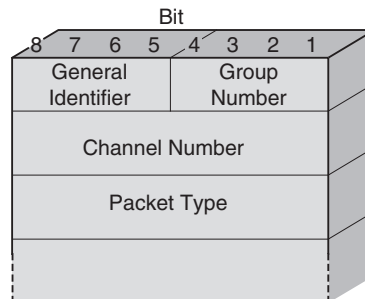 Bit
8 7 6 5 4 3 2 1
General Identifier
Group Number
Channel Number
Packet Type